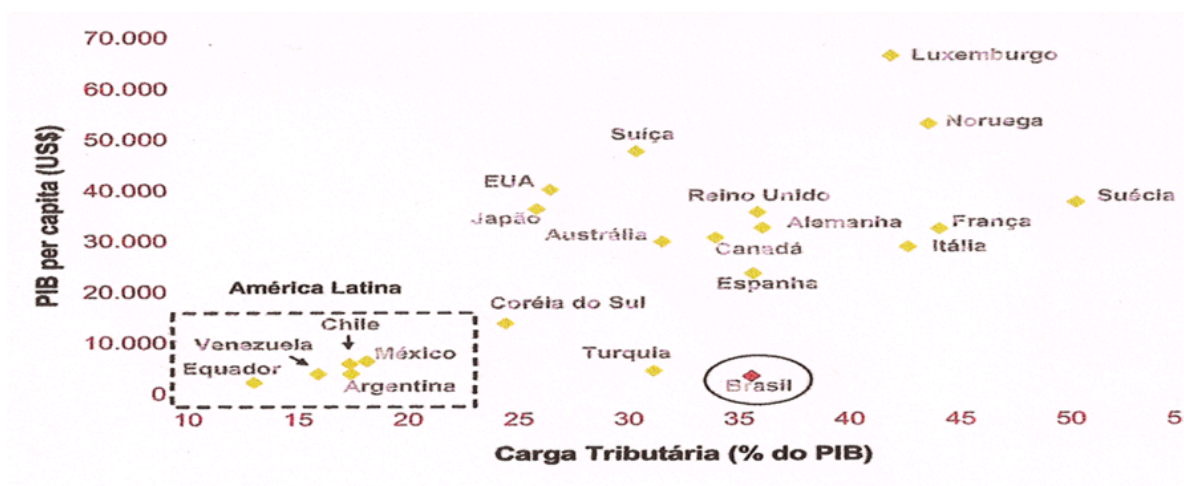 70.000
Luxemburgo
60.000
Noruega
50.000
Suíça
EUA
40.000
Reino Unido
Suécia
Japão
Alemanha
França
Austrália
30.000
Canadá
Itália
Espanha
20.000
América Latina
Coréia do Sul
Chile
10.000
Venezuela
México
Turquia
Equador
Argentina
Brasil
0
10 15 20 25 30 35 40 45 50 5
Carga Tributária (% do PIB)
PIB per capita (US$)